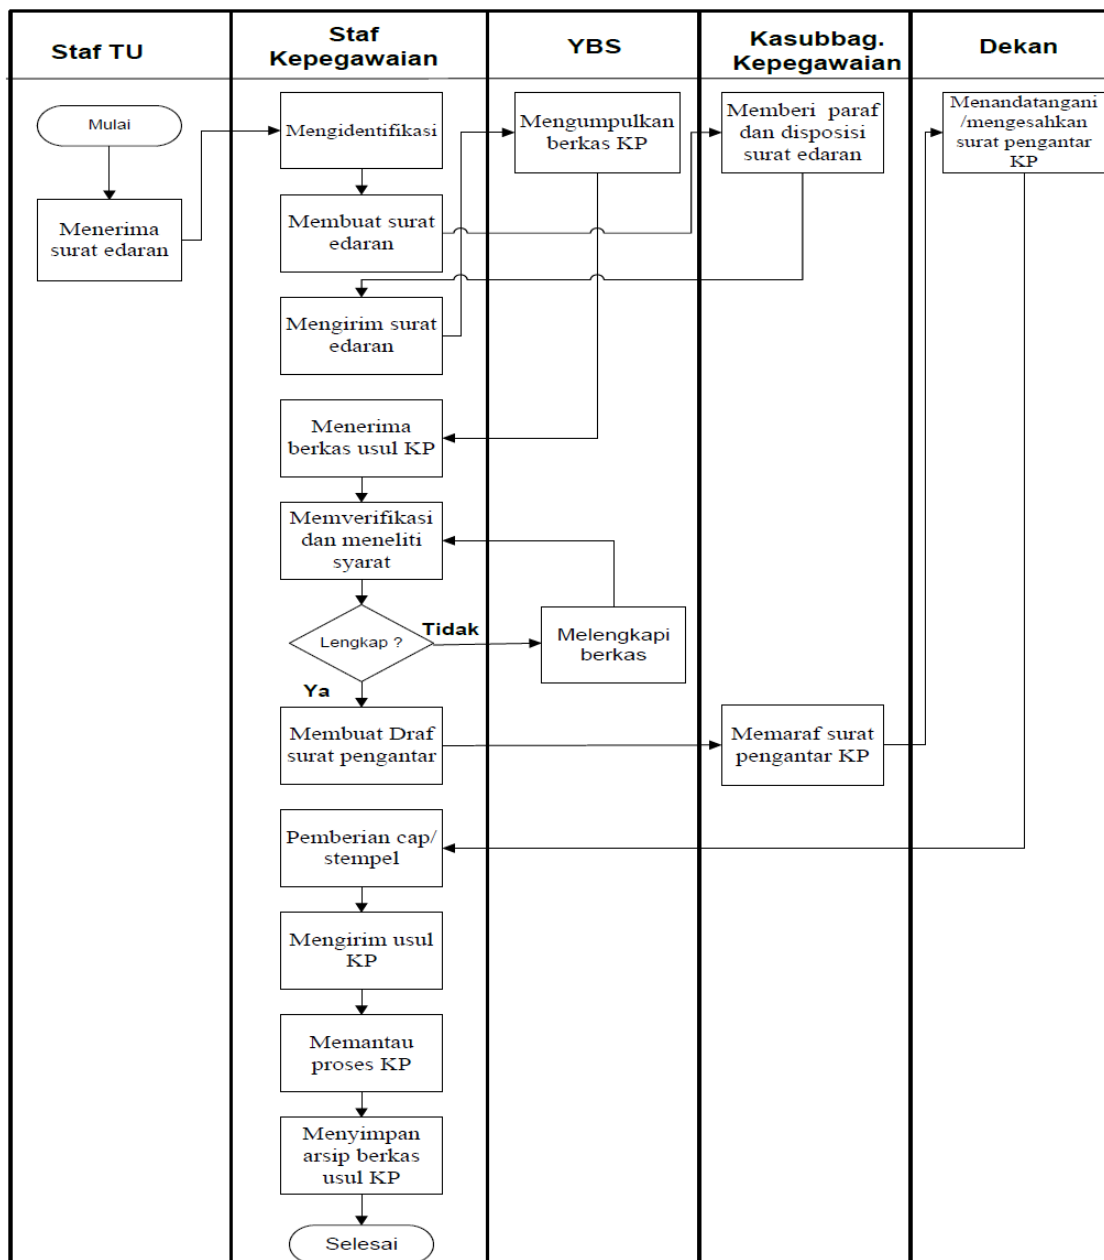 Staf TU
Staf
Kepegawaian
YBS
Kasubbag.
Kepegawaian
Dekan
Mulai
Menerima
surat edaran
Mengidentifikasi
Membuat surat
edaran
Mengirim surat
edaran
Mengumpulkan
berkas KP
Memberi paraf
dan disposisi
surat edaran
Menandatangani
/mengesahkan
surat pengantar
KP
Menerima
berkas usul KP
Memverifikasi
dan meneliti
syarat
Lengkap ?
Tidak
Melengkapi
berkas
Ya
Membuat Draf
surat pengantar
Memaraf surat
pengantar KP
Pemberian cap/
stempel
Mengirim usul
KP
Memantau
proses KP
Menyimpan
arsip berkas
usul KP
Selesai